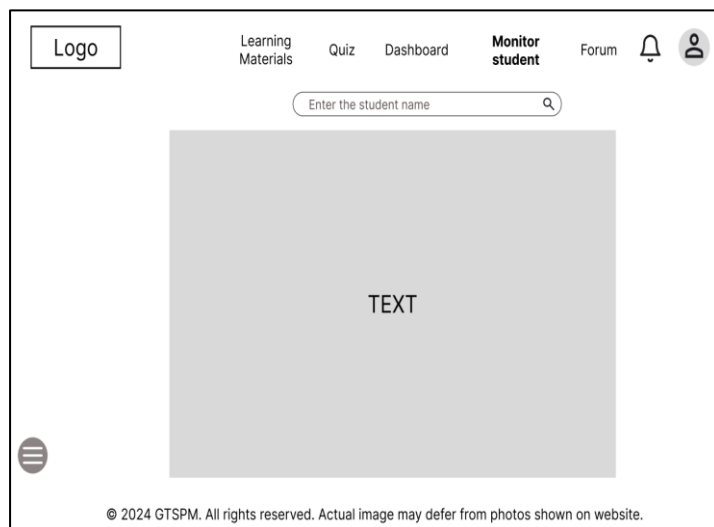 Logo
Learning
Materials
Quiz
Dashboard
Monitor
student
Forum
Enter the student name
TEXT
© 2024 GTSPM. All rights reserved. Actual image may defer from photos shown on website.